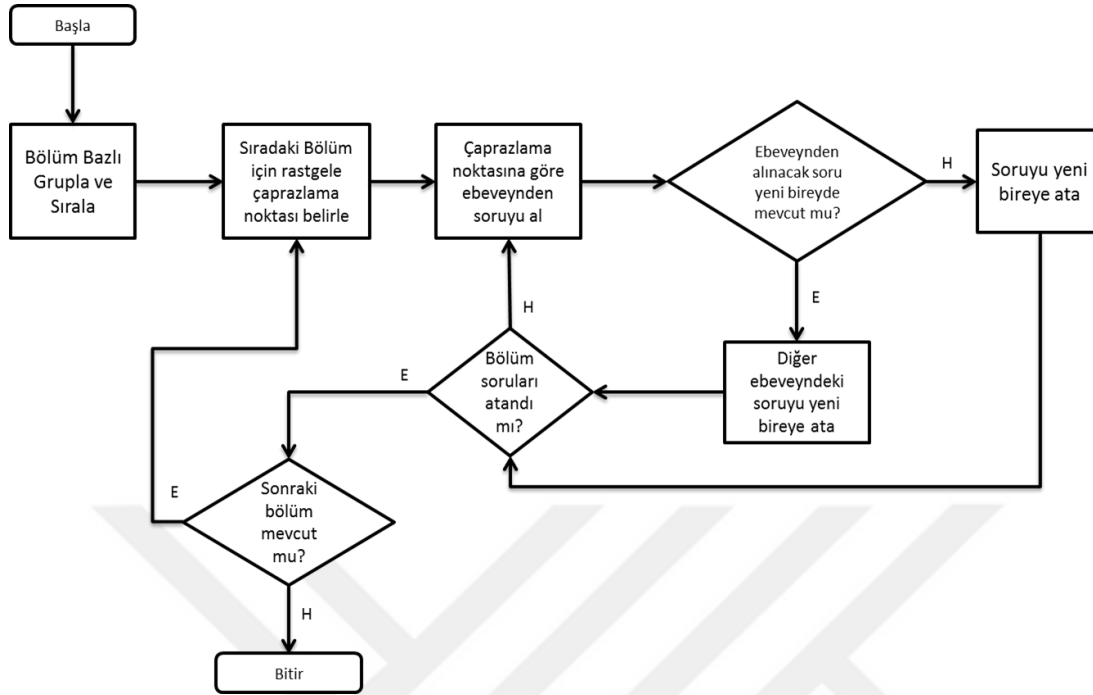 Başla
Bölüm Bazlı
Grupla ve
Sırala
Sıradaki Bölüm
için rastgele
çaprazlama
noktası belirle
Çaprazlama
noktasına göre
ebeveynden
soruyu al
Ebeveynden
alınacak soru
yeni bireyde
mevcut mu?
H
Soruyu yeni
bireye ata
E
Diğer
ebeveyndeki
soruyu yeni
bireye ata
H
Bölüm
soruları
atandı
mı?
E
Sonraki
bölüm
mevcut
mu?
E
H
Bitir